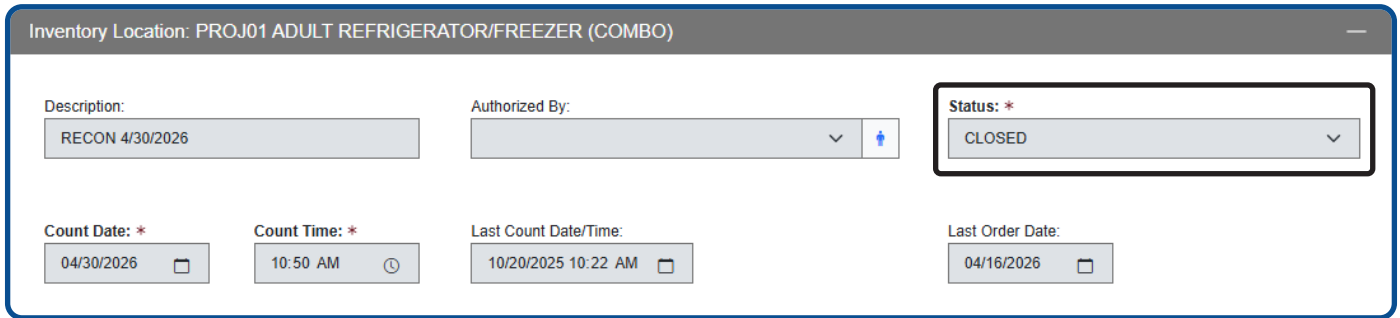 Inventory Location: PROJ01 ADULT REFRIGERATOR/FREEZER (COMBO)
Description:
RECON 4/30/2026
Authorized By:
Status: *
CLOSED
Count Date: *
04/30/2026
Count Time: *
10:50 AM
Last Count Date/Time:
10/20/2025 10:22 AM
Last Order Date:
04/16/2026